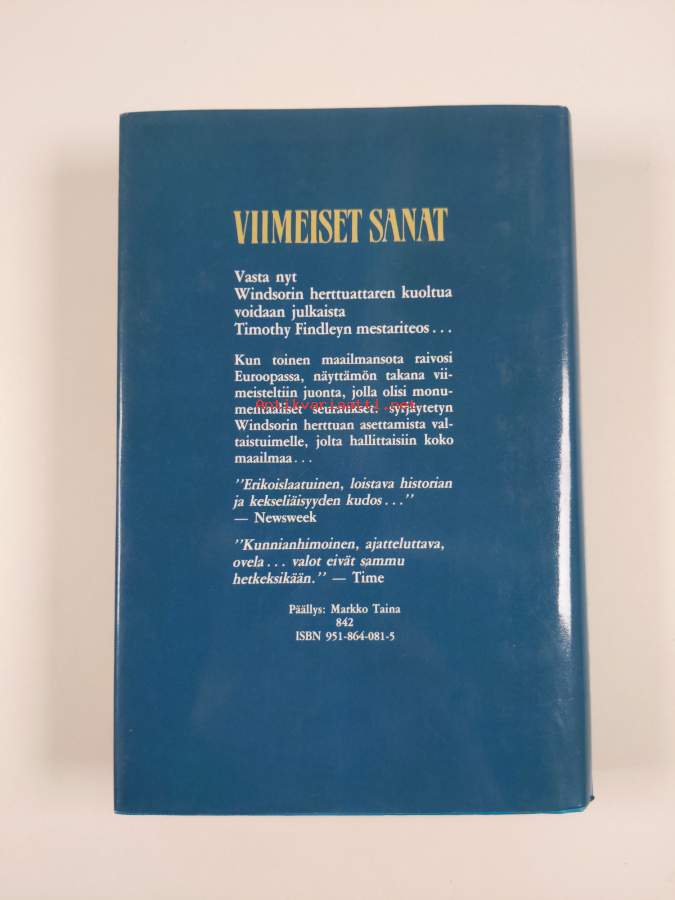 VIIMEISET SANAT
Vasta nyt
Windsorin herttuattaren kuoltua
voidaan julkaista
Timothy Findleyn mestariteos...
Kun toinen maailmansota raivosi
Euroopassa, näyttämön takana vii-
meisteltiin juonta, jolla olisi monu-
mentaaliset seuraukset: syrjäytetyn
Antikvariaatti.net
Windsorin herttuan asettamista val-
taistuimelle, jolta hallittaisiin koko
maailmaa...
"Erikoislaatuinen, loistava historian
ja kekseliäisyyden kudos..."
— Newsweek
"Kunnianhimoinen, ajatteluttava,
ovela... valot eivät sammu
hetkeksikään." — Time
Päällys: Markko Taina
842
ISBN 951-864-081-5